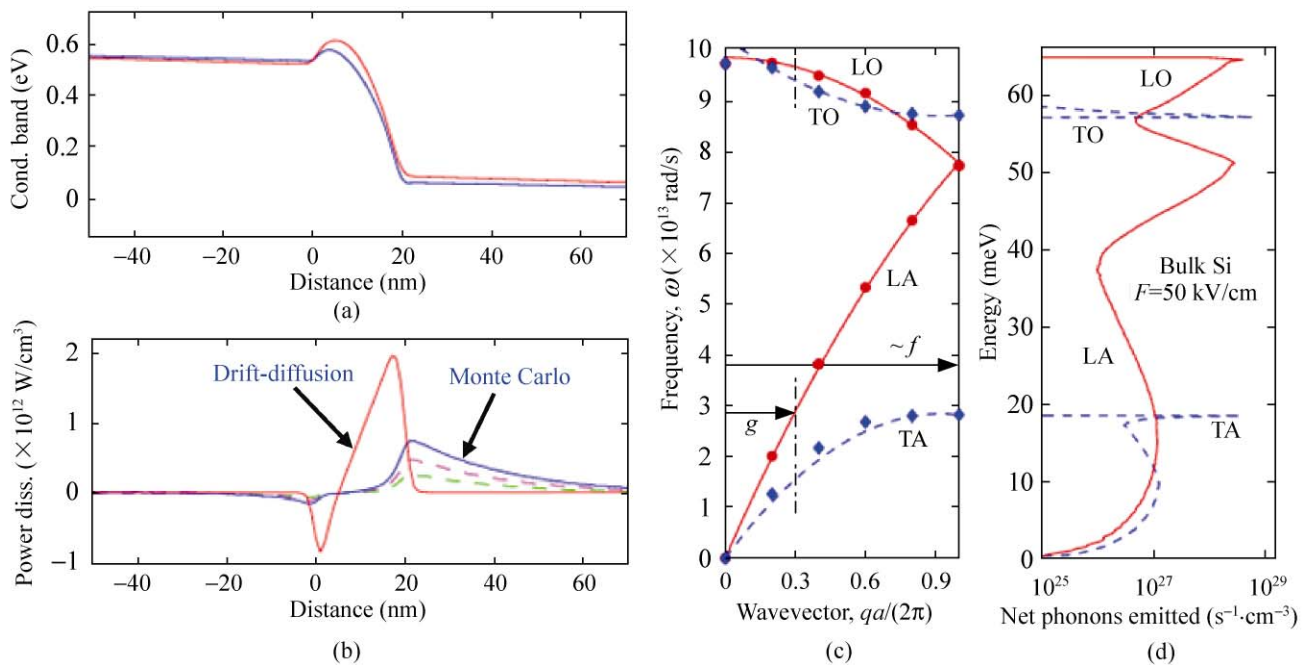 0.6
0.4
0.2
0
Cond. band (eV)
−40
−20
0
20
40
60
Distance (nm)
(a)
2
1
0
−1
Power diss. (×10¹² W/cm³)
Drift-diffusion
Monte Carlo
−40
−20
0
20
40
60
Distance (nm)
(b)
10
9
8
7
6
5
4
3
2
1
0
Frequency, ω(×10¹³ rad/s)
LO
TO
LA
~f
g
TA
0
0.3
0.6
0.9
Wavevector, qa/(2π)
(c)
60
50
40
30
20
10
0
Energy (meV)
LO
TO
Bulk Si
F=50 kV/cm
LA
TA
10²⁵
10²⁷
10²⁹
Net phonons emitted (s⁻¹·cm⁻³)
(d)